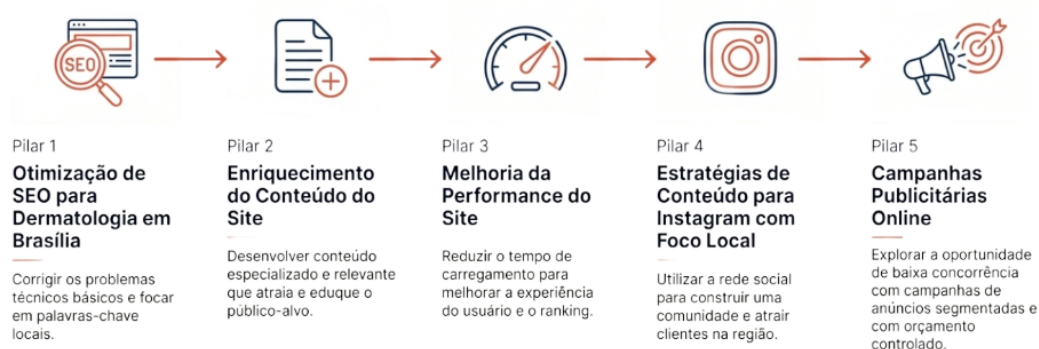 SEO
Pilar 1
Otimização de
SEO para
Dermatologia em
Brasília
Corrigir os problemas
técnicos básicos e focar
em palavras-chave
locais.
Pilar 2
Enriquecimento
do Conteúdo do
Site
Desenvolver conteúdo
especializado e relevante
que atraia e eduque o
público-alvo.
Pilar 3
Melhoria da
Performance do
Site
Reduzir o tempo de
carregamento para
melhorar a experiência
do usuário e o ranking.
Pilar 4
Estratégias de
Conteúdo para
Instagram com
Foco Local
Utilizar a rede social
para construir uma
comunidade e atrair
clientes na região.
Pilar 5
Campanhas
Publicitárias
Online
Explorar a oportunidade
de baixa concorrência
com campanhas de
anúncios segmentadas e
com orçamento
controlado.